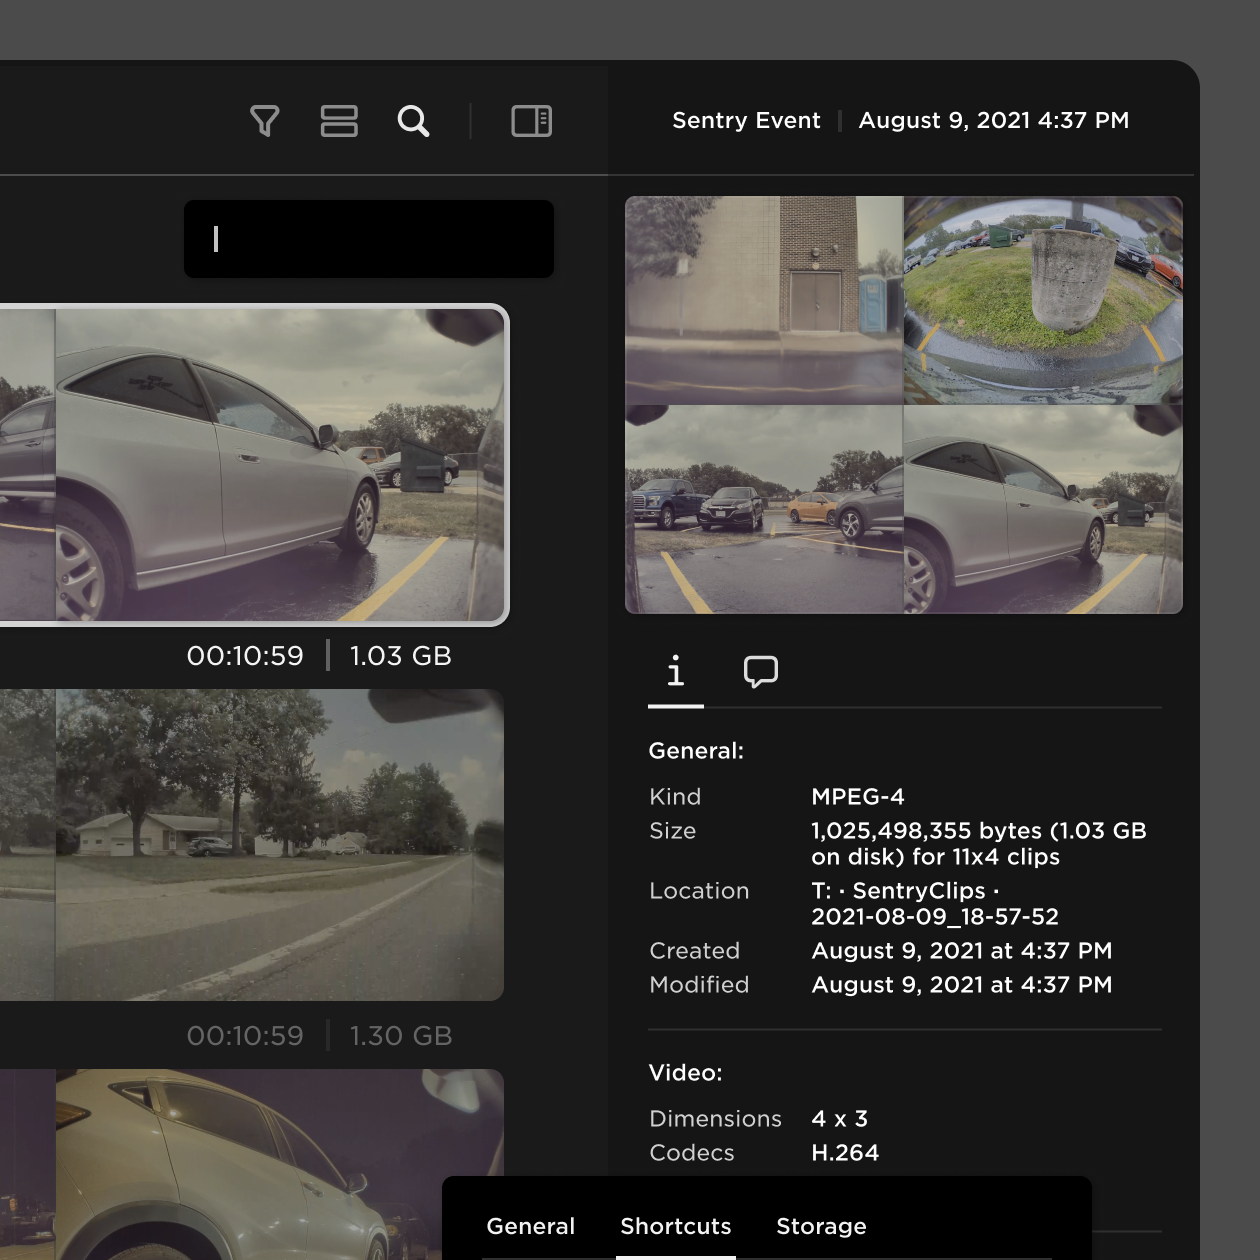 Sentry Event | August 9, 2021 4:37 PM
00:10:59 | 1.03 GB
00:10:59 | 1.30 GB
i
General:
Kind MPEG-4
Size 1,025,498,355 bytes (1.03 GB
on disk) for 11x4 clips
Location T: · SentryClips ·
2021-08-09_18-57-52
Created August 9, 2021 at 4:37 PM
Modified August 9, 2021 at 4:37 PM
Video:
Dimensions 4 x 3
Codecs H.264
General Shortcuts Storage